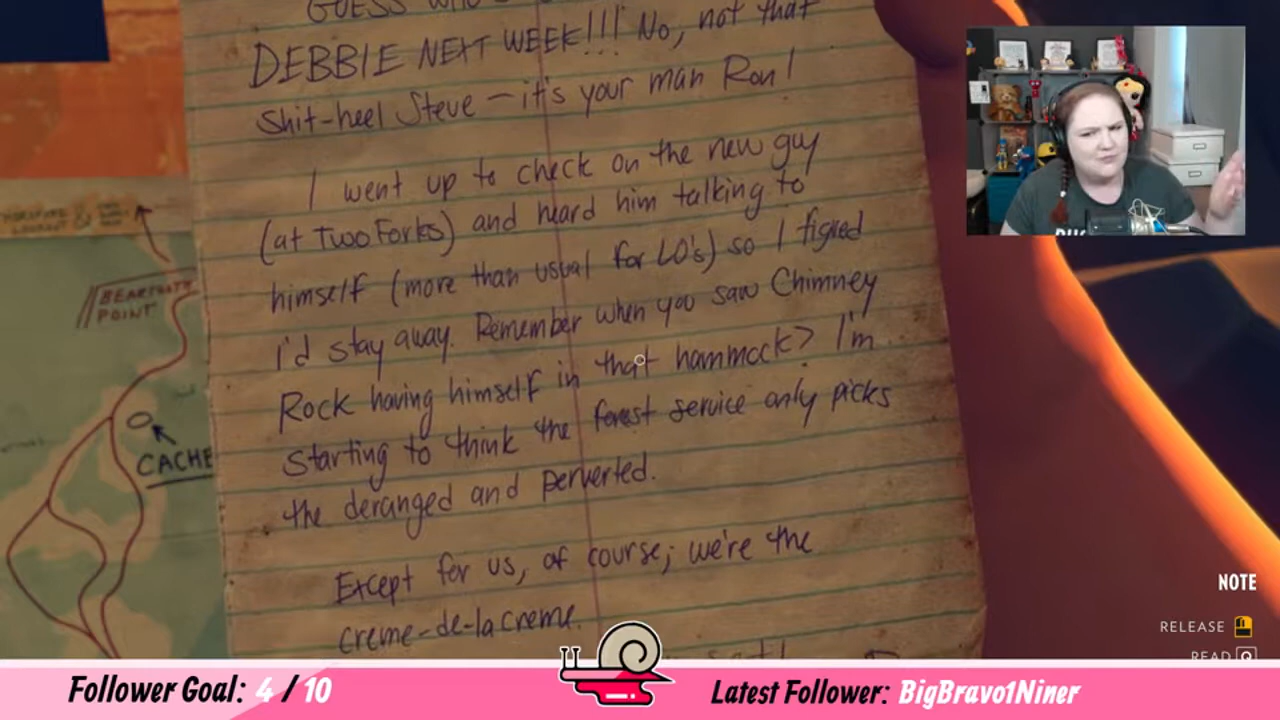 GUESS
DEBBIE NEXT WEEK!!! No, not that
shit-heel Steve - it's your man Ron!
I went up to check on the new guy
(at Two Forks) and heard him talking to
himself (more than usual for LO's) so I figred
I'd stay away. Remember when you saw Chimney
Rock having himself in that hammock? I'm
starting to think the forest service only picks
the deranged and perverted.
Except for us, of course; we're the
creme-de-la creme.
BEARTOOTH
POINT
CACHE
NOTE
RELEASE
READ
Follower Goal: 4 / 10
Latest Follower: BigBravo1Niner